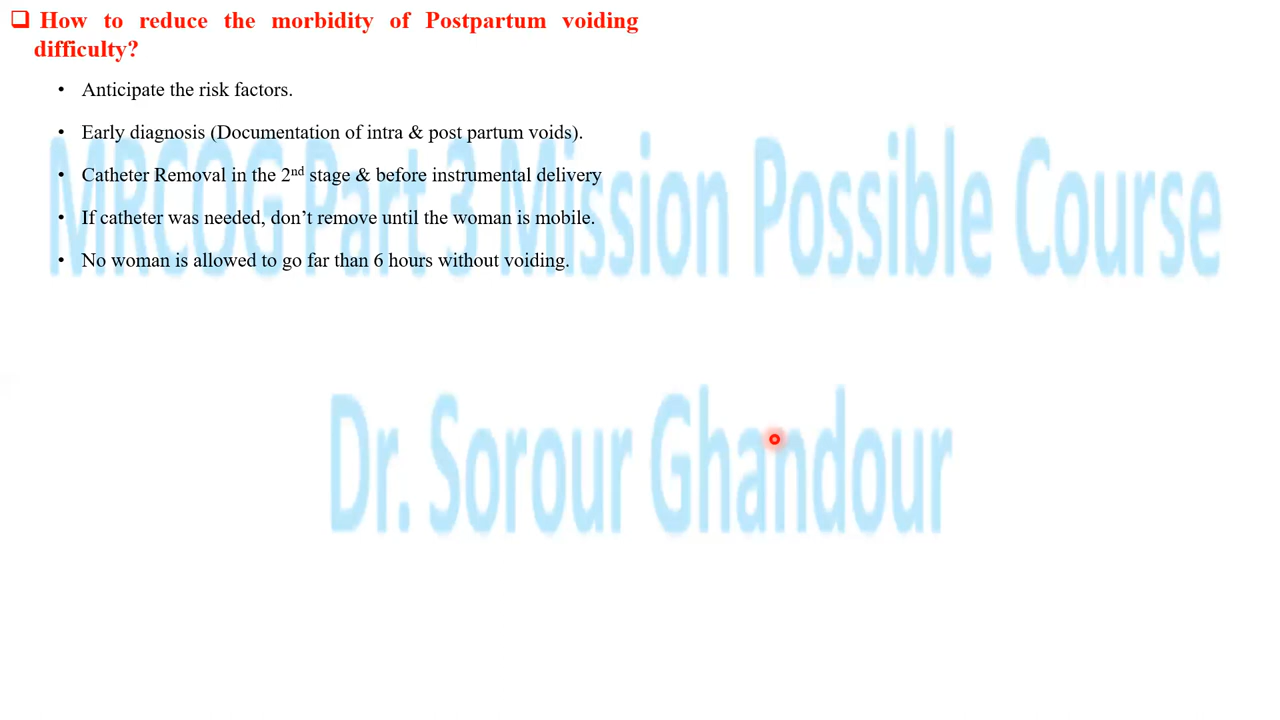 ❑ How to reduce the morbidity of Postpartum voiding
difficulty?
• Anticipate the risk factors.
• Early diagnosis (Documentation of intra & post partum voids).
• Catheter Removal in the 2nd stage & before instrumental delivery
• If catheter was needed, don’t remove until the woman is mobile.
• No woman is allowed to go far than 6 hours without voiding.
MRCOG Part 3 Mission Possible Course
Dr. Sorour Ghandour